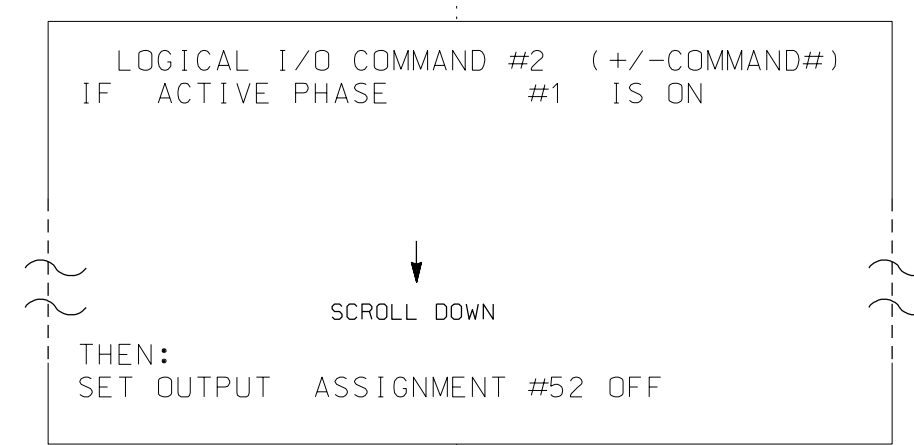 LOGICAL I/O COMMAND #2 (+/-COMMAND#)
IF ACTIVE PHASE #1 IS ON
SCROLL DOWN
THEN:
SET OUTPUT ASSIGNMENT #52 OFF